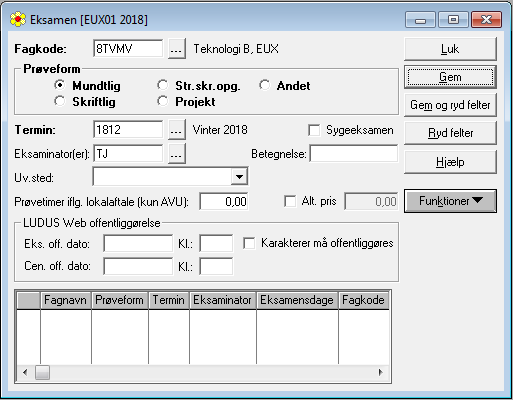 Eksamen [EUX01 2018]
Fagkode: 8TVMV ... Teknologi B, EUX
Luk
Prøveform
Mundtlig Str.skr.opg. Andet
Skriftlig Projekt
Gem
Gem og ryd felter
Termin: 1812 ... Vinter 2018 Sygeeksamen
Ryd felter
Eksaminator(er): TJ ... Betegnelse:
Hjælp
Uv.sted:
Prøvetimer iflg. lokalaftale (kun AVU): 0,00 Alt. pris 0,00
Funktioner
LUDUS Web offentliggørelse
Eks. off. dato: Kl.: Karakterer må offentliggøres
Cen. off. dato: Kl.:
Fagnavn Prøveform Termin Eksaminator Eksamensdage Fagkode